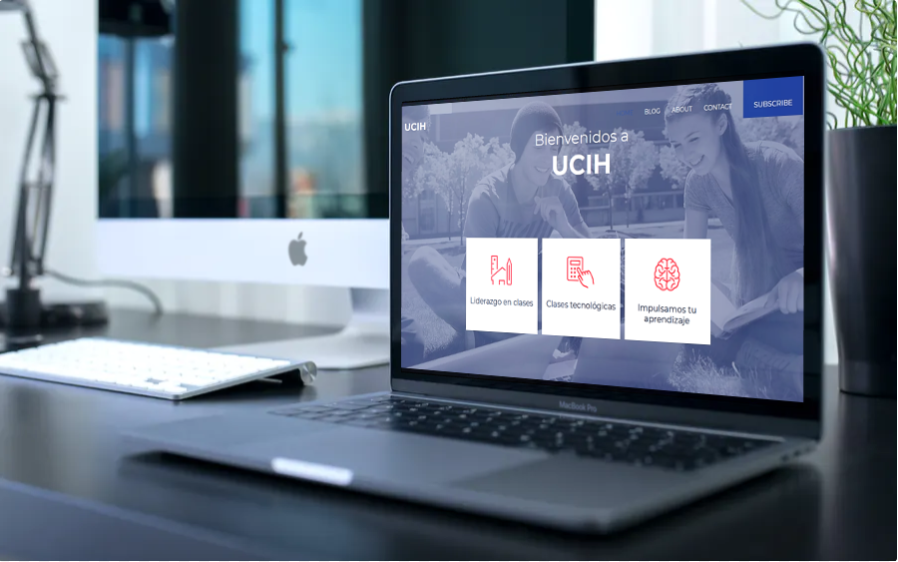 UCIH
BLOG
ABOUT
CONTACT
SUBSCRIBE
Bienvenidos a
UCIH
Liderazgo en clases
Clases tecnológicas
Impulsamos tu
aprendizaje
MacBook Pro